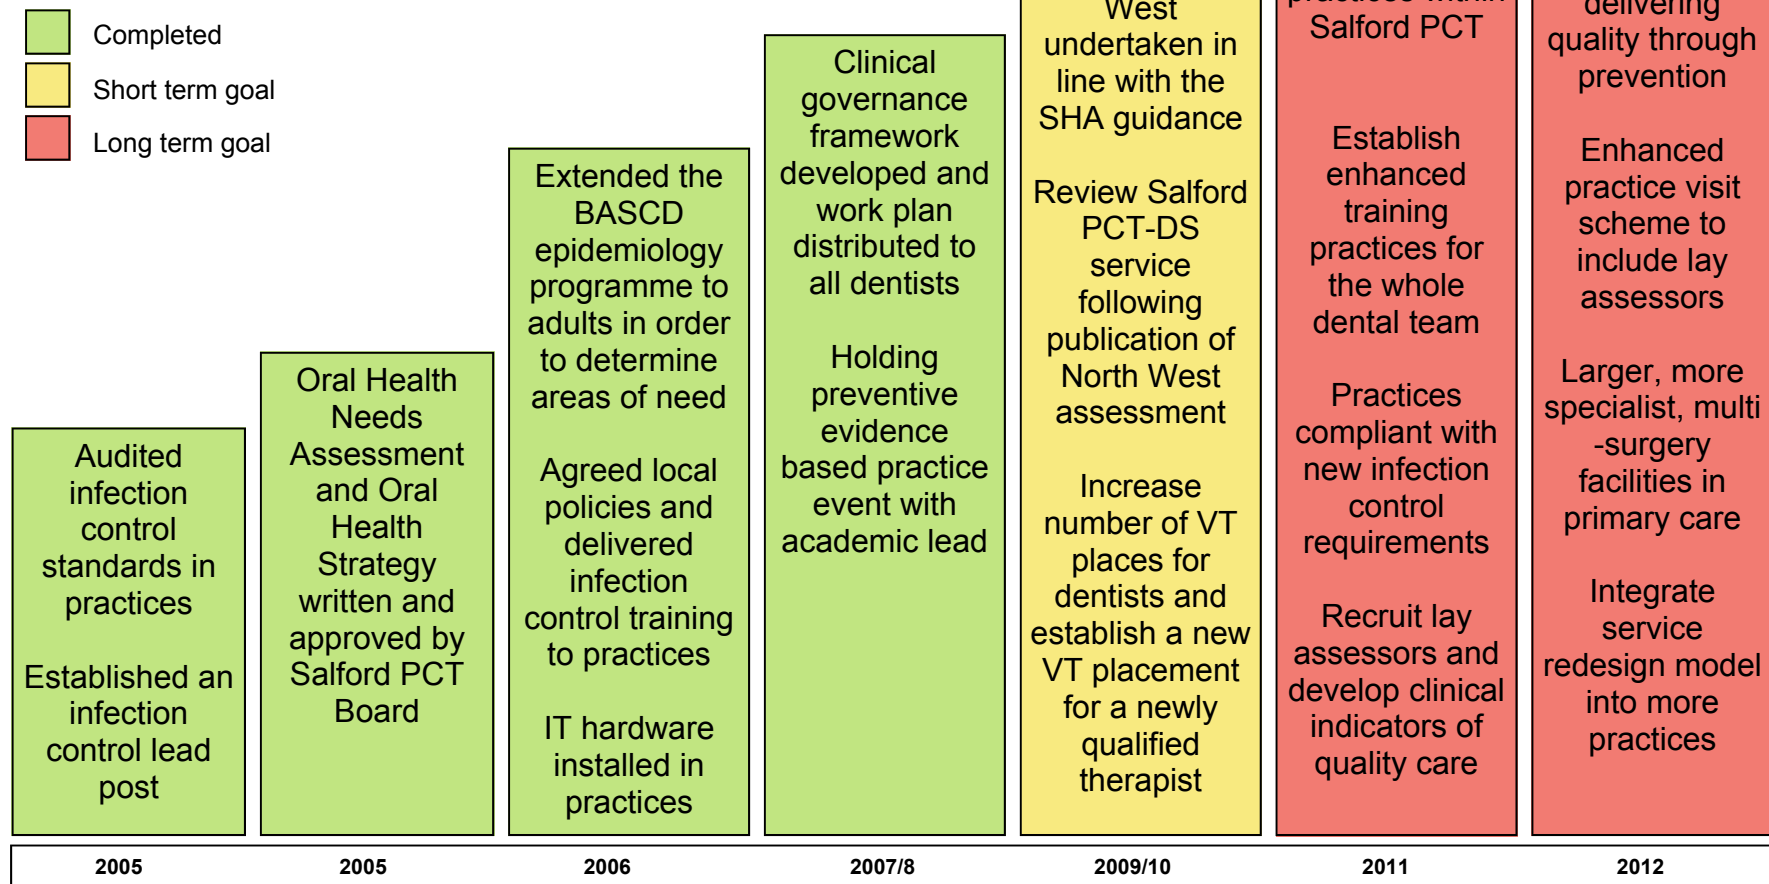 Completed
Short term goal
Long term goal
Audited
infection
control
standards in
practices
Established an
infection
control lead
post
Oral Health
Needs
Assessment
and Oral
Health
Strategy
written and
approved by
Salford PCT
Board
Extended the
BASCD
epidemiology
programme to
adults in order
to determine
areas of need
Agreed local
policies and
delivered
infection
control training
to practices
IT hardware
installed in
practices
Clinical
governance
framework
developed and
work plan
distributed to
all dentists
Holding
preventive
evidence
based practice
event with
academic lead
West
undertaken in
line with the
SHA guidance
Review Salford
PCT-DS
service
following
publication of
North West
assessment
Increase
number of VT
places for
dentists and
establish a new
VT placement
for a newly
qualified
therapist
practices within
Salford PCT
Establish
enhanced
training
practices for
the whole
dental team
Practices
compliant with
new infection
control
requirements
Recruit lay
assessors and
develop clinical
indicators of
quality care
delivering
quality through
prevention
Enhanced
practice visit
scheme to
include lay
assessors
Larger, more
specialist, multi
-surgery
facilities in
primary care
Integrate
service
redesign model
into more
practices
2005
2005
2006
2007/8
2009/10
2011
2012